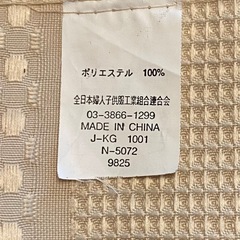 ポリエステル 100%
全日本婦人子供服工業組合連合会
03-3866-1299
MADE IN CHINA
J-KG 1001
N-5072
9825